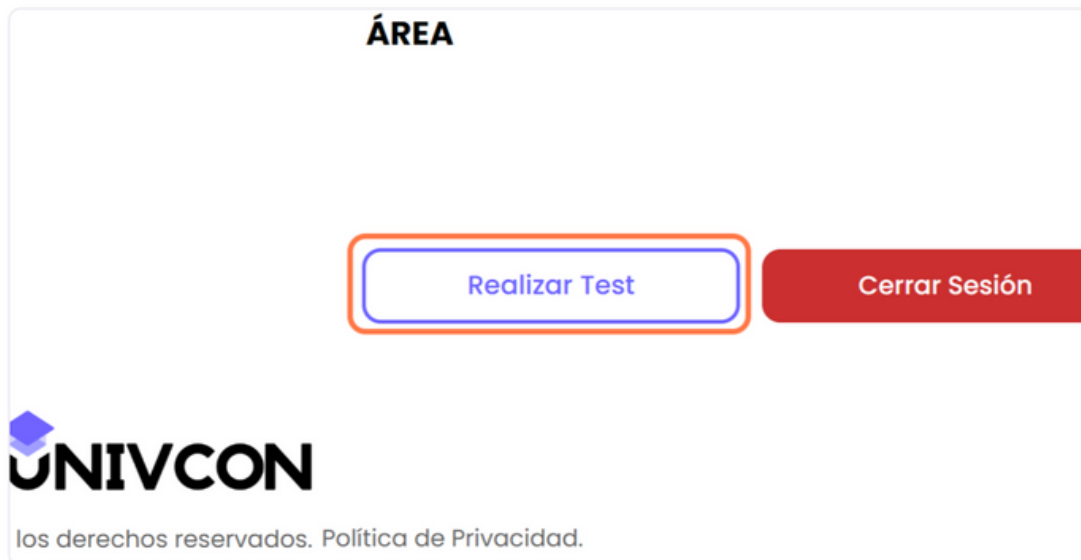 ÁREA
Realizar Test
Cerrar Sesión
UNIVCON
los derechos reservados. Política de Privacidad.